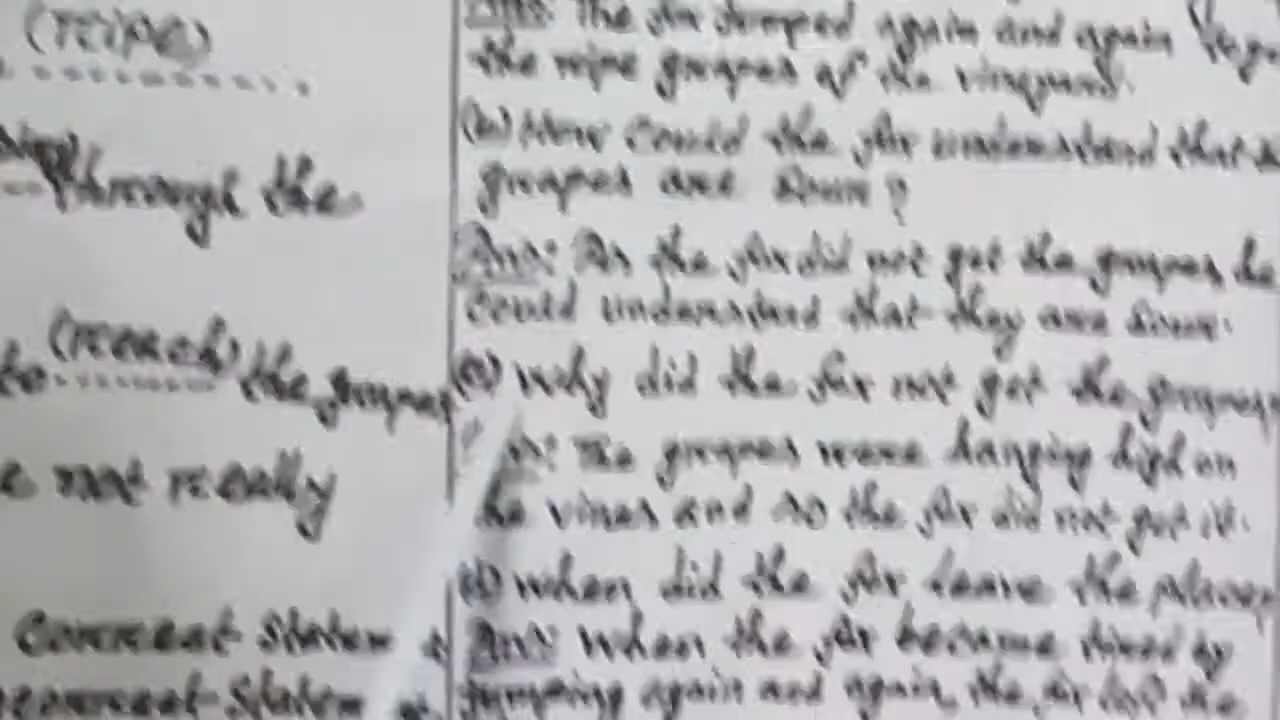 (ripe)
through the
to (reach) the grapes
not really
correct statem
correct statem
Ans: The fox jumped again and again
the ripe grapes of the vineyard.
(b) How could the fox understand that
grapes are sour?
Ans: As the fox did not get the grapes, he
could understand that they are sour.
(c) Why did the fox not get the grapes
The grapes were hanging high on
the vines and so the fox did not get it.
(d) When did the fox leave the place?
Ans: When the fox became tired by
jumping again and again, the fox left the